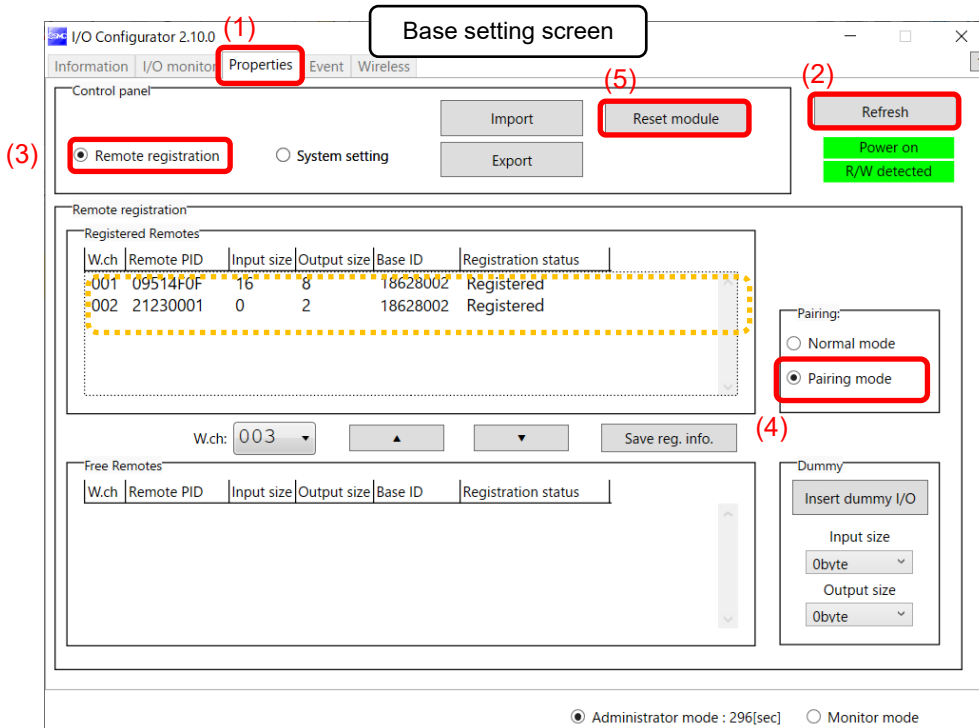 (1)
Base setting screen
SMC I/O Configurator 2.10.0
Information I/O monitor Properties Event Wireless
(5)
(2)
Control panel
Import Reset module Refresh
(3)
Remote registration System setting Export
Power on
R/W detected
Remote registration
Registered Remotes
W.ch Remote PID Input size Output size Base ID Registration status
001 09514F0F 16 8 18628002 Registered
002 21230001 0 2 18628002 Registered
Pairing:
Normal mode
Pairing mode
(4)
W.ch: 003 ▲ ▼ Save reg. info.
Free Remotes
W.ch Remote PID Input size Output size Base ID Registration status
Dummy
Insert dummy I/O
Input size
0byte
Output size
0byte
Administrator mode : 296[sec] Monitor mode